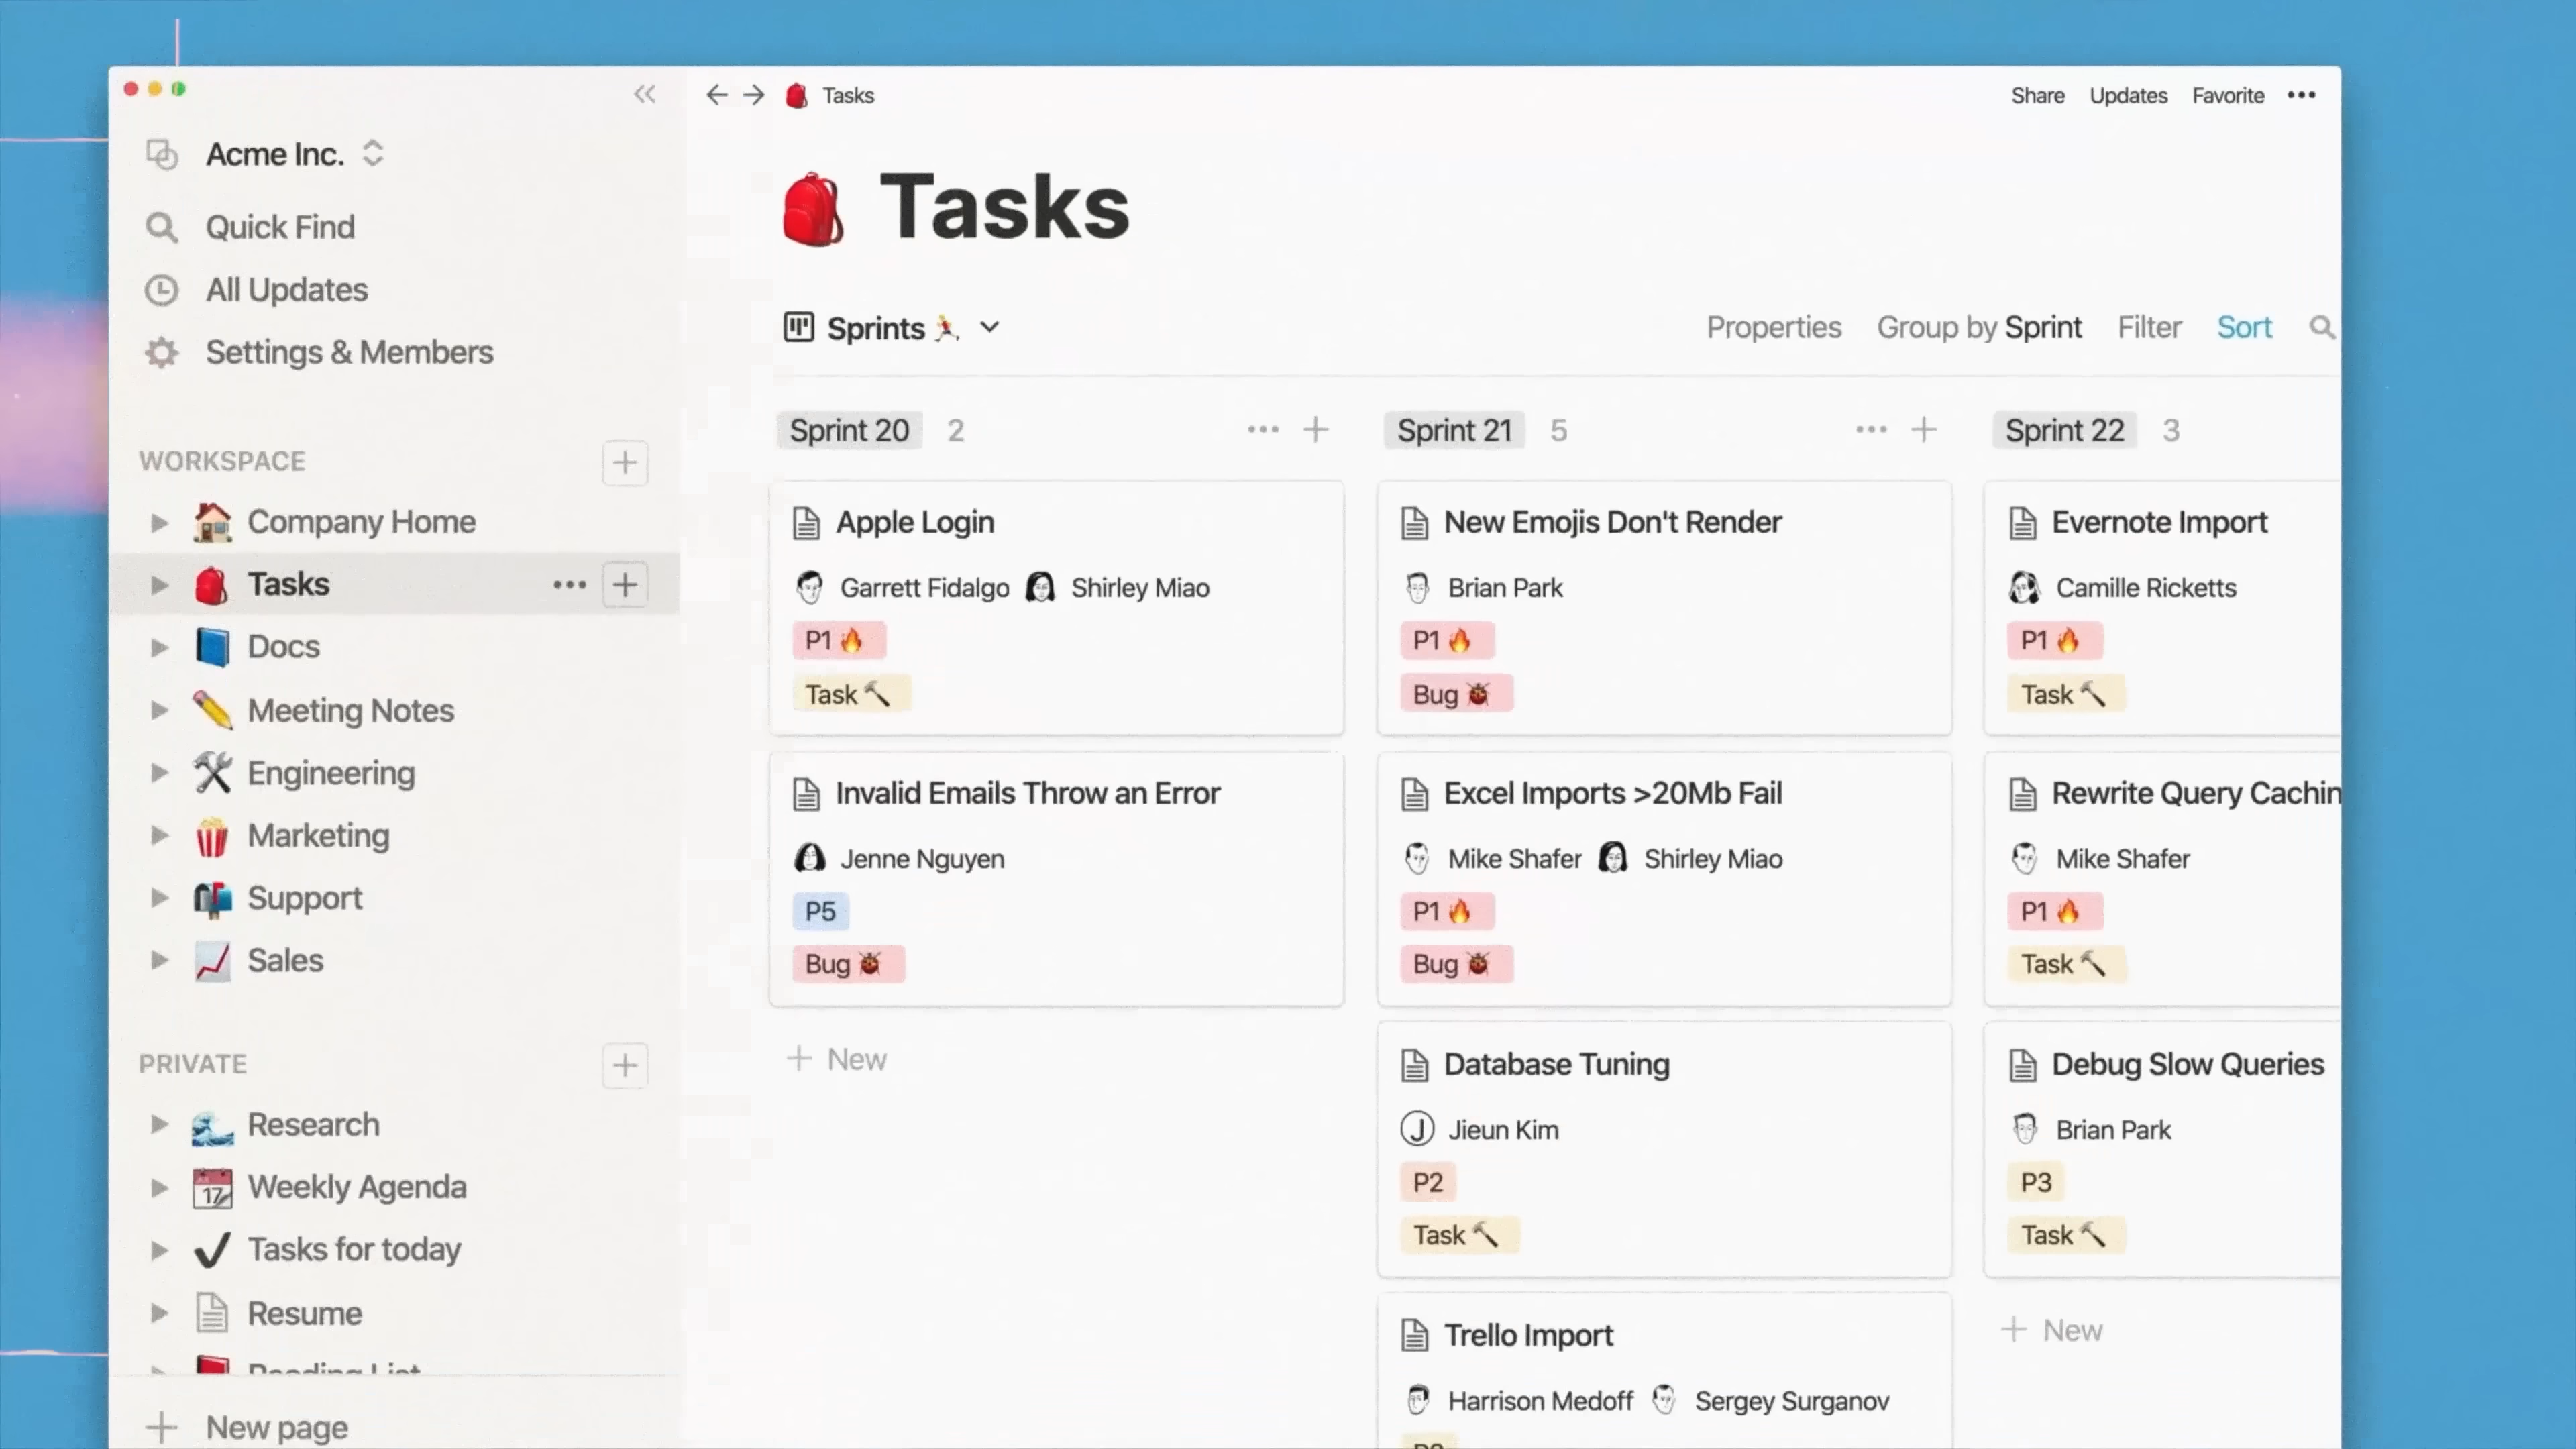 Acme Inc.
Quick Find
All Updates
Settings & Members
WORKSPACE
Company Home
Tasks
Docs
Meeting Notes
Engineering
Marketing
Support
Sales
PRIVATE
Research
Weekly Agenda
17
Tasks for today
Resume
Reading List
New page
Tasks
Share Updates Favorite
Tasks
Sprints
Properties Group by Sprint Filter Sort
Sprint 20 2
Apple Login
Garrett Fidalgo Shirley Miao
P1
Task
Invalid Emails Throw an Error
Jenne Nguyen
P5
Bug
New
Sprint 21 5
New Emojis Don't Render
Brian Park
P1
Bug
Excel Imports >20Mb Fail
Mike Shafer Shirley Miao
P1
Bug
Database Tuning
J Jieun Kim
P2
Task
Trello Import
Harrison Medoff Sergey Surganov
Sprint 22 3
Evernote Import
Camille Ricketts
P1
Task
Rewrite Query Cachin
Mike Shafer
P1
Task
Debug Slow Queries
Brian Park
P3
Task
New